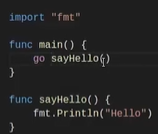 import "fmt"
func main() {
    go sayHello()
}
func sayHello() {
    fmt.Println("Hello")
}